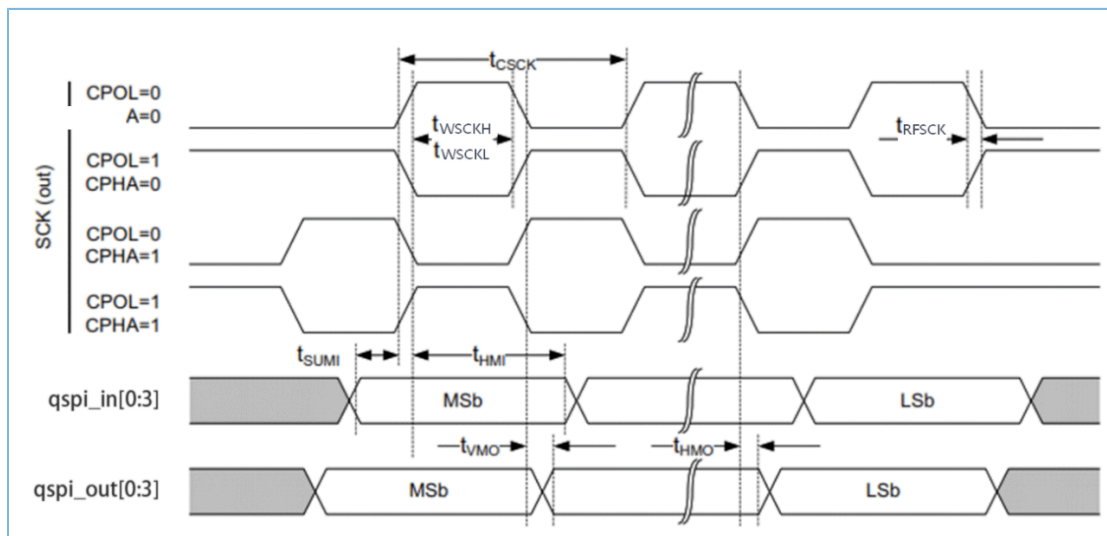 tCSCK
CPOL=0
A=0
tWSCKH
tRFSCK
tWSCKL
CPOL=1
CPHA=0
SCK (out)
CPOL=0
CPHA=1
CPOL=1
CPHA=1
tSUMI
tHMI
qspi_in[0:3]
MSb
LSb
tVMO
tHMO
qspi_out[0:3]
MSb
LSb